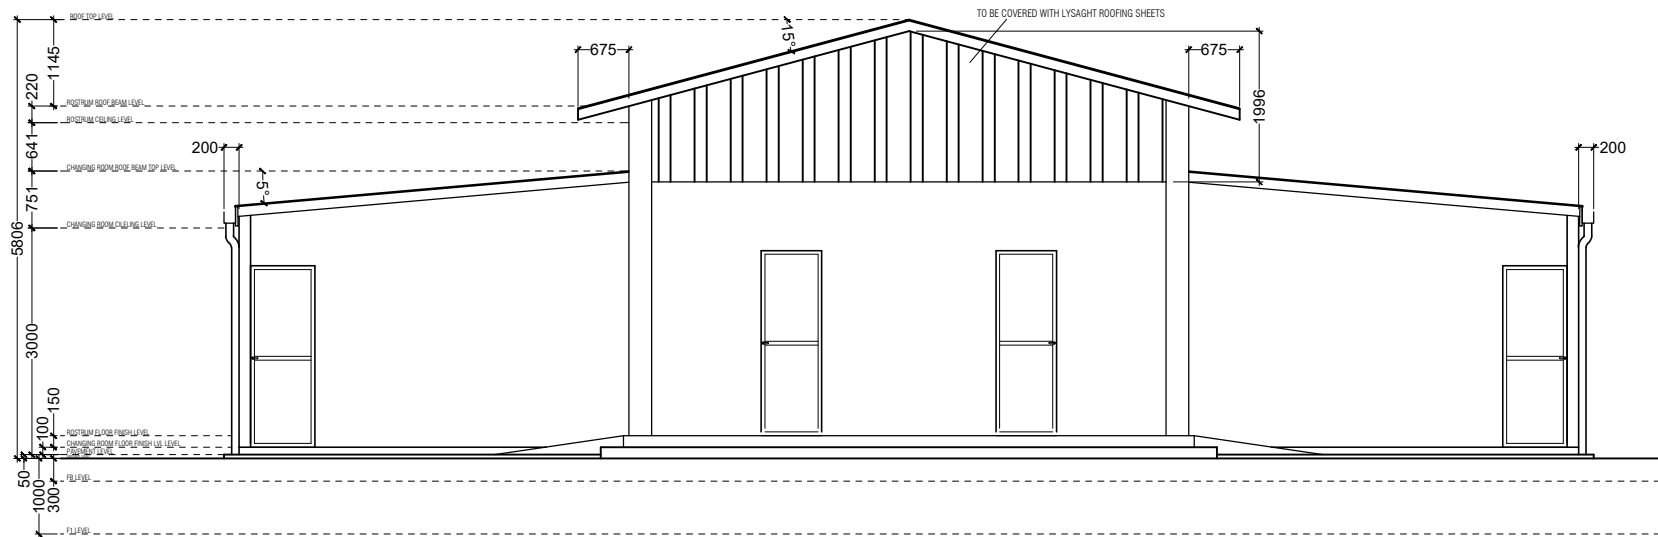 ROOF TOP LEVEL
TO BE COVERED WITH LYSAGHT ROOFING SHEETS
15°
675
675
1145
220
ROSTRUM ROOF BEAM LEVEL
1996
ROSTRUM CEILING LEVEL
641
200
200
CHANGING ROOM ROOF BEAM TOP LEVEL
5°
751
5806
CHANGING ROOM CILELING LEVEL
3000
150
100
ROSTRUM FLOOR FINISH LEVEL
CHANGING ROOM FLOOR FINISH LVL LEVEL
PAVEMENT LEVEL
50
1000
300
FB LEVEL
F1 LEVEL